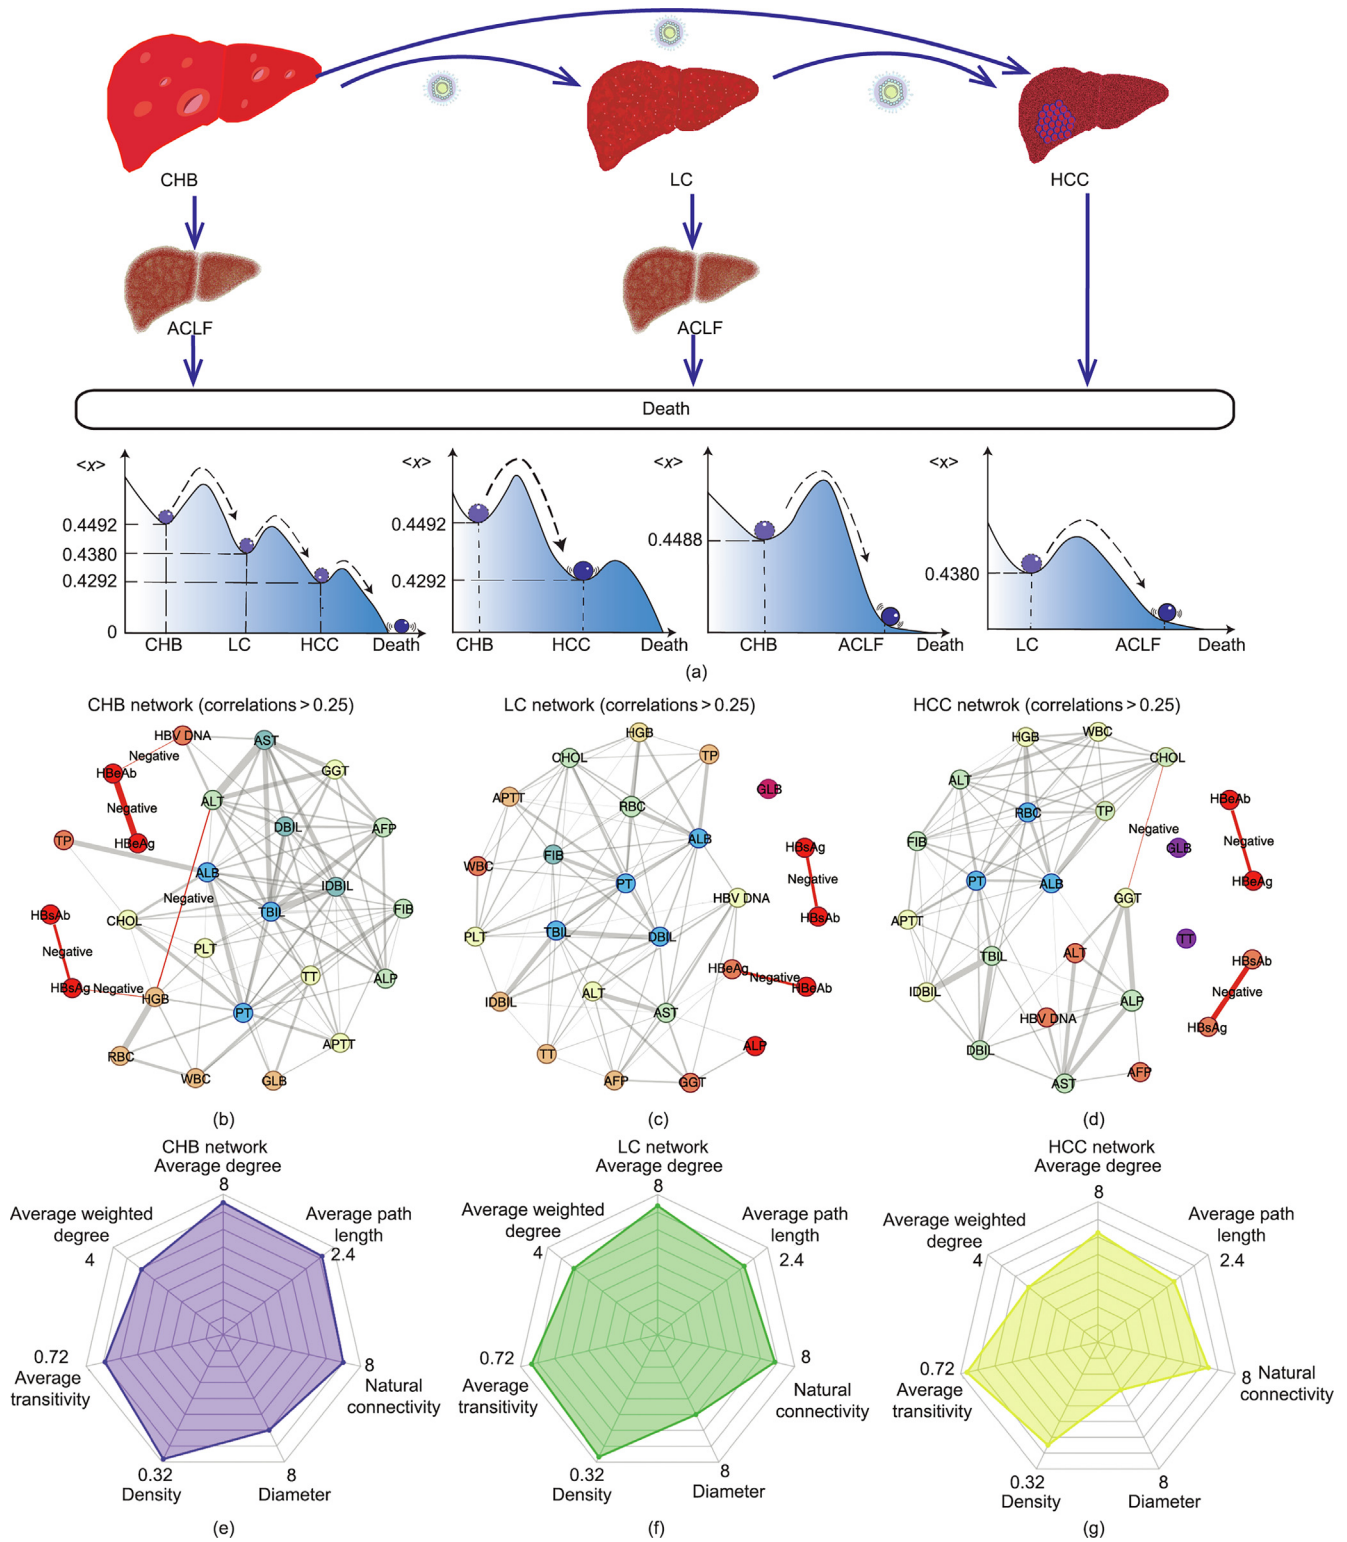 CHB
LC
HCC
ACLF
ACLF
Death
<x>
0.4492
0.4380
0.4292
0
CHB
LC
HCC
Death
<x>
0.4492
0.4292
CHB
HCC
Death
<x>
0.4488
CHB
ACLF
Death
<x>
0.4380
LC
ACLF
Death
(a)
CHB network (correlations > 0.25)
HBV DNA
AST
Negative
HBeAb
GGT
ALT
Negative
DBIL
AFP
TP
HBeAg
ALB
IDBIL
Negative
HBsAb
CHOL
TBIL
FIB
Negative
PLT
TT
ALP
HBsAg
Negative
HGB
PT
RBC
APTT
WBC
GLB
(b)
LC network (correlations > 0.25)
HGB
CHOL
TP
GLB
APTT
RBC
ALB
HBsAg
FIB
WBC
Negative
PT
HBV DNA
HBsAb
PLT
TBIL
DBIL
HBeAg
Negative
HBeAb
IDBIL
ALT
AST
TT
ALP
AFP
GGT
(c)
HCC netwrok (correlations > 0.25)
HGB
WBC
CHOL
ALT
HBeAb
RBC
TP
Negative
FIB
GLB
Negative
PT
ALB
HBeAg
GGT
APTT
TT
TBIL
ALT
HBsAb
IDBIL
ALP
Negative
HBV DNA
HBsAg
DBIL
AST
AFP
(d)
CHB network
Average degree
8
Average weighted
degree
4
Average path
length
2.4
0.72
Average
transitivity
8
Natural
connectivity
0.32
Density
8
Diameter
(e)
LC network
Average degree
8
Average weighted
degree
4
Average path
length
2.4
0.72
Average
transitivity
8
Natural
connectivity
0.32
Density
8
Diameter
(f)
HCC network
Average degree
8
Average weighted
degree
4
Average path
length
2.4
0.72
Average
transitivity
8
Natural
connectivity
0.32
Density
8
Diameter
(g)